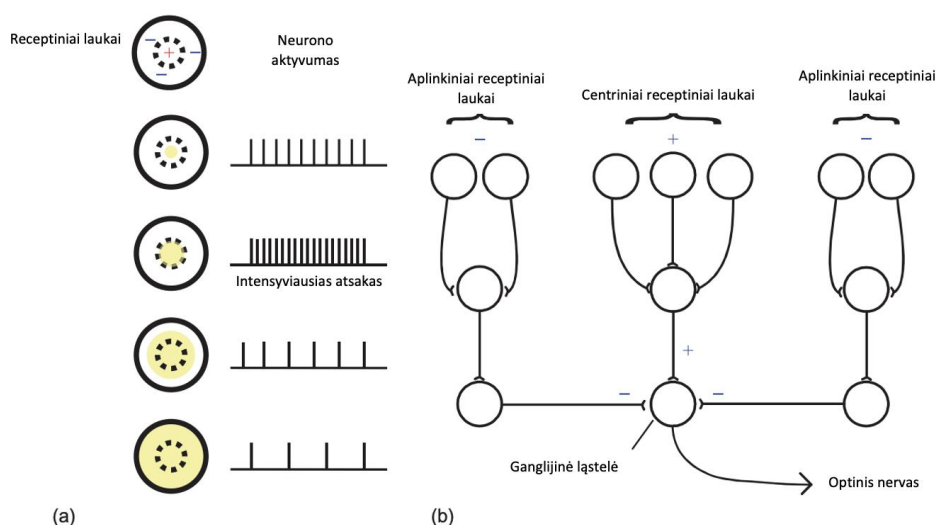 Receptiniai laukai
Neurono
aktyvumas
Intensyviausias atsakas
(a)
Aplinkiniai receptiniai
laukai
Centriniai receptiniai laukai
Aplinkiniai receptiniai
laukai
Ganglijinė ląstelė
Optinis nervas
(b)